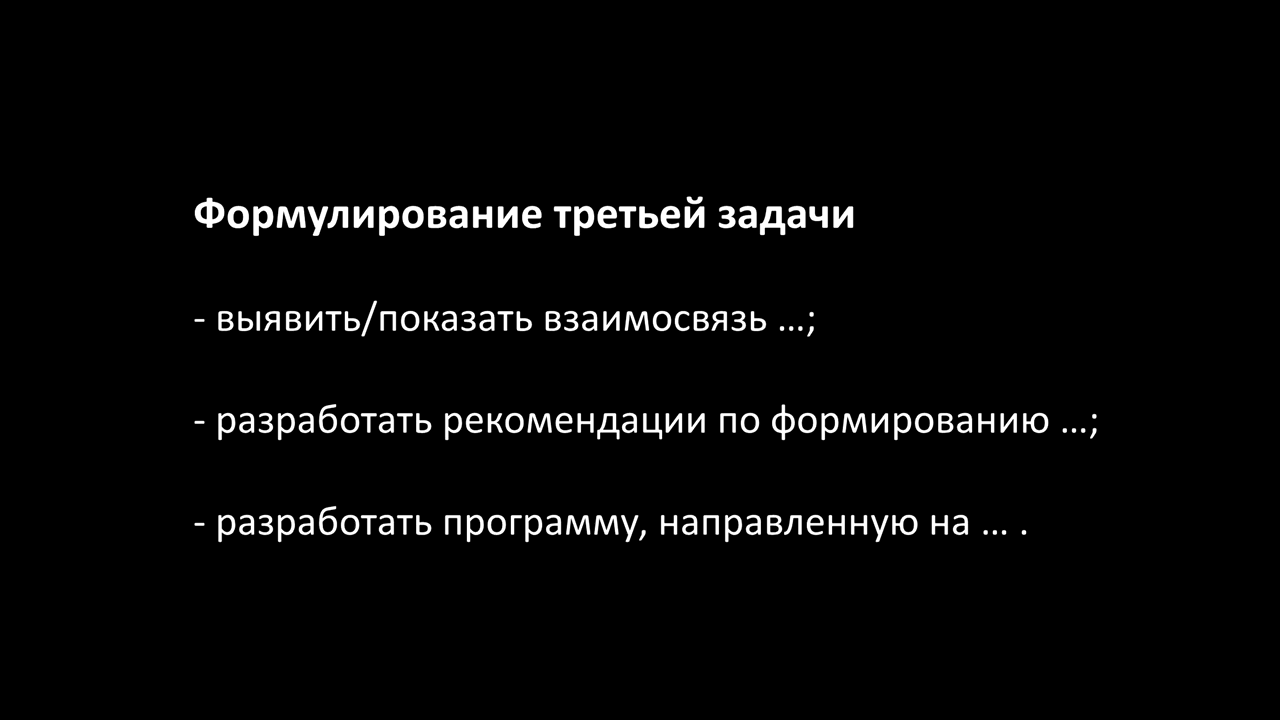 Формулирование третьей задачи
- выявить/показать взаимосвязь ...;
- разработать рекомендации по формированию ...;
- разработать программу, направленную на ... .